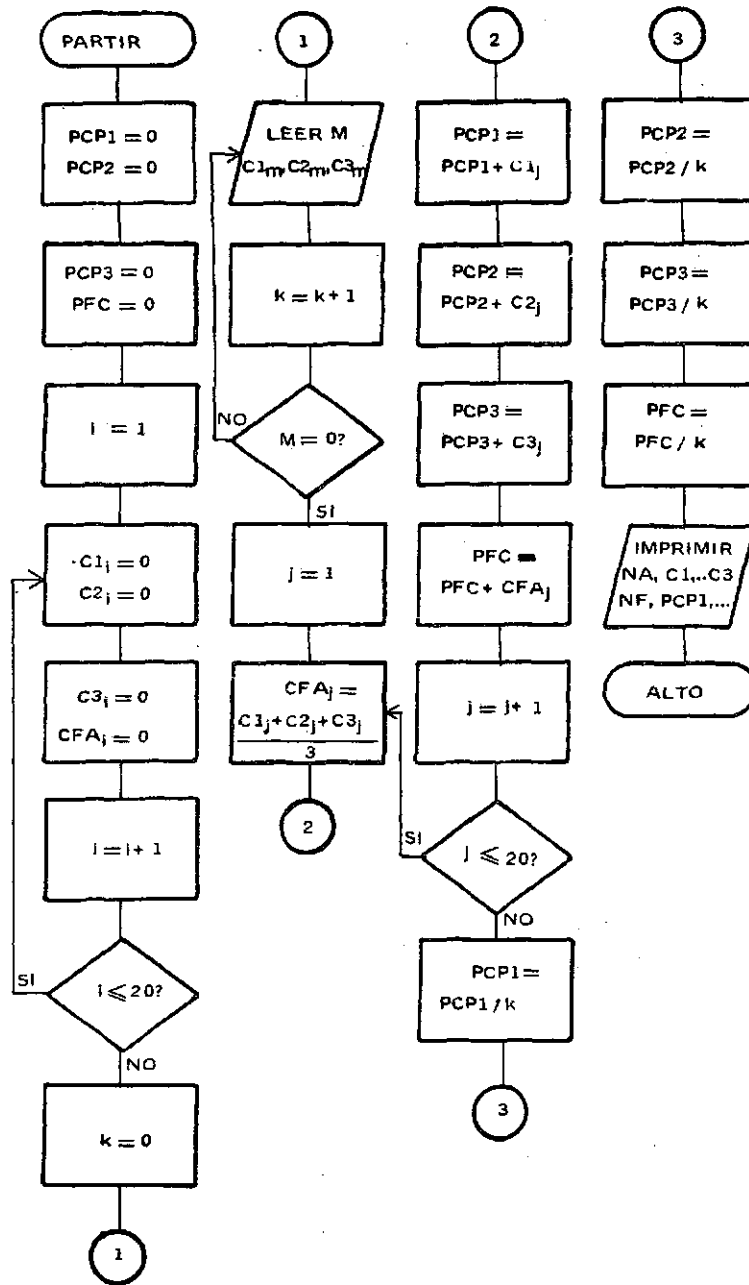 PARTIR
PCP1 = 0
PCP2 = 0
PCP3 = 0
PFC = 0
i = 1
C1i = 0
C2i = 0
C3i = 0
CFAi = 0
i = i + 1
SI
i ≤ 20?
NO
k = 0
1
1
LEER M
C1m, C2m, C3m
k = k + 1
NO
M = 0?
SI
j = 1
CFAj =
C1j + C2j + C3j
3
2
2
PCP1 =
PCP1 + C1j
PCP2 =
PCP2 + C2j
PCP3 =
PCP3 + C3j
PFC =
PFC + CFAj
j = j + 1
SI
j ≤ 20?
NO
PCP1 =
PCP1 / k
3
3
PCP2 =
PCP2 / k
PCP3 =
PCP3 / k
PFC =
PFC / k
IMPRIMIR
NA, C1,..C3
NF, PCP1,...
ALTO